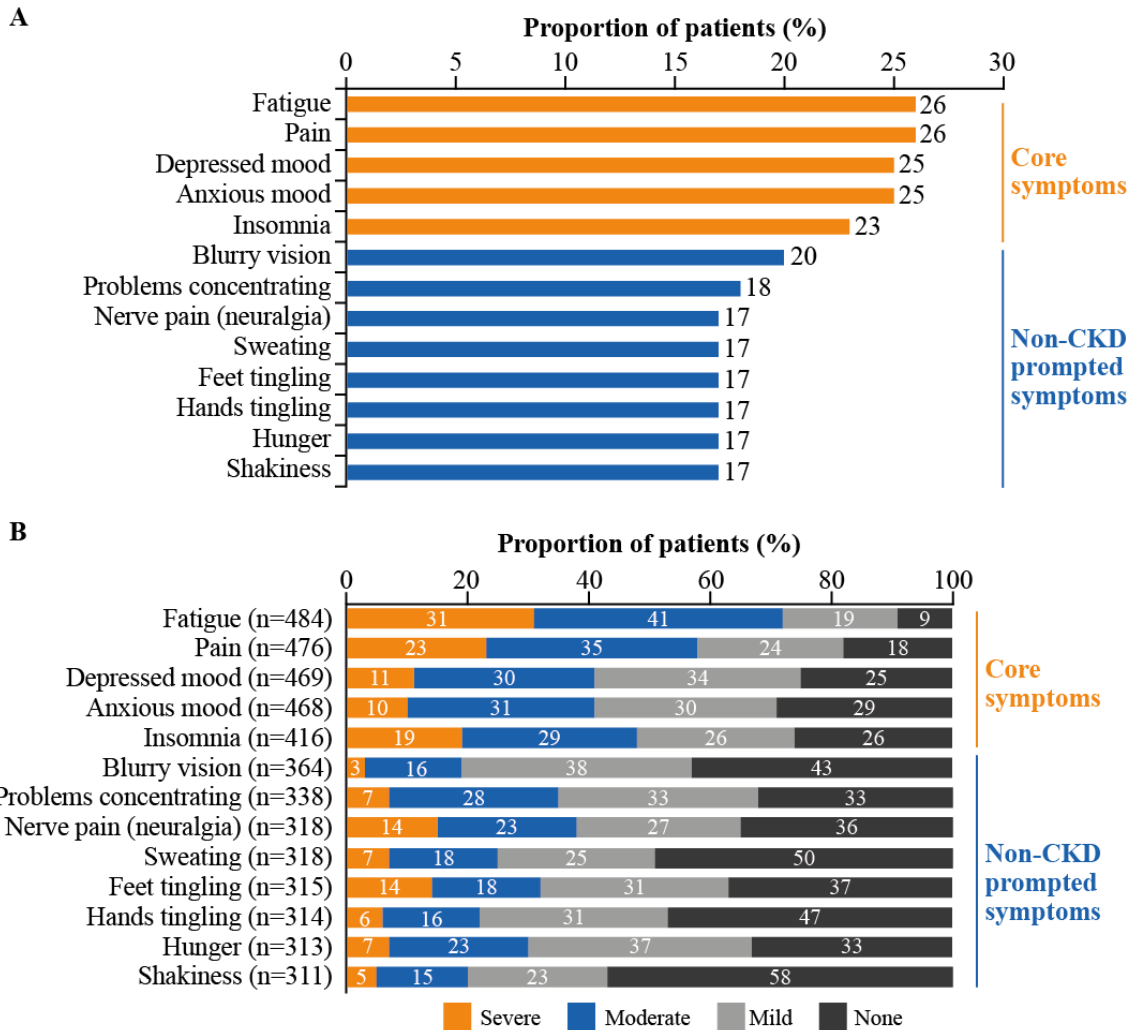 A
Proportion of patients (%)
0 5 10 15 20 25 30
Fatigue 26
Pain 26
Depressed mood 25
Anxious mood 25
Insomnia 23
Core
symptoms
Blurry vision 20
Problems concentrating 18
Nerve pain (neuralgia) 17
Sweating 17
Feet tingling 17
Hands tingling 17
Hunger 17
Shakiness 17
Non-CKD
prompted
symptoms
B
Proportion of patients (%)
0 20 40 60 80 100
Fatigue (n=484) 31 41 19 9
Pain (n=476) 23 35 24 18
Depressed mood (n=469) 11 30 34 25
Anxious mood (n=468) 10 31 30 29
Insomnia (n=416) 19 29 26 26
Core
symptoms
Blurry vision (n=364) 3 16 38 43
Problems concentrating (n=338) 7 28 33 33
Nerve pain (neuralgia) (n=318) 14 23 27 36
Sweating (n=318) 7 18 25 50
Feet tingling (n=315) 14 18 31 37
Hands tingling (n=314) 6 16 31 47
Hunger (n=313) 7 23 37 33
Shakiness (n=311) 5 15 23 58
Non-CKD
prompted
symptoms
Severe Moderate Mild None